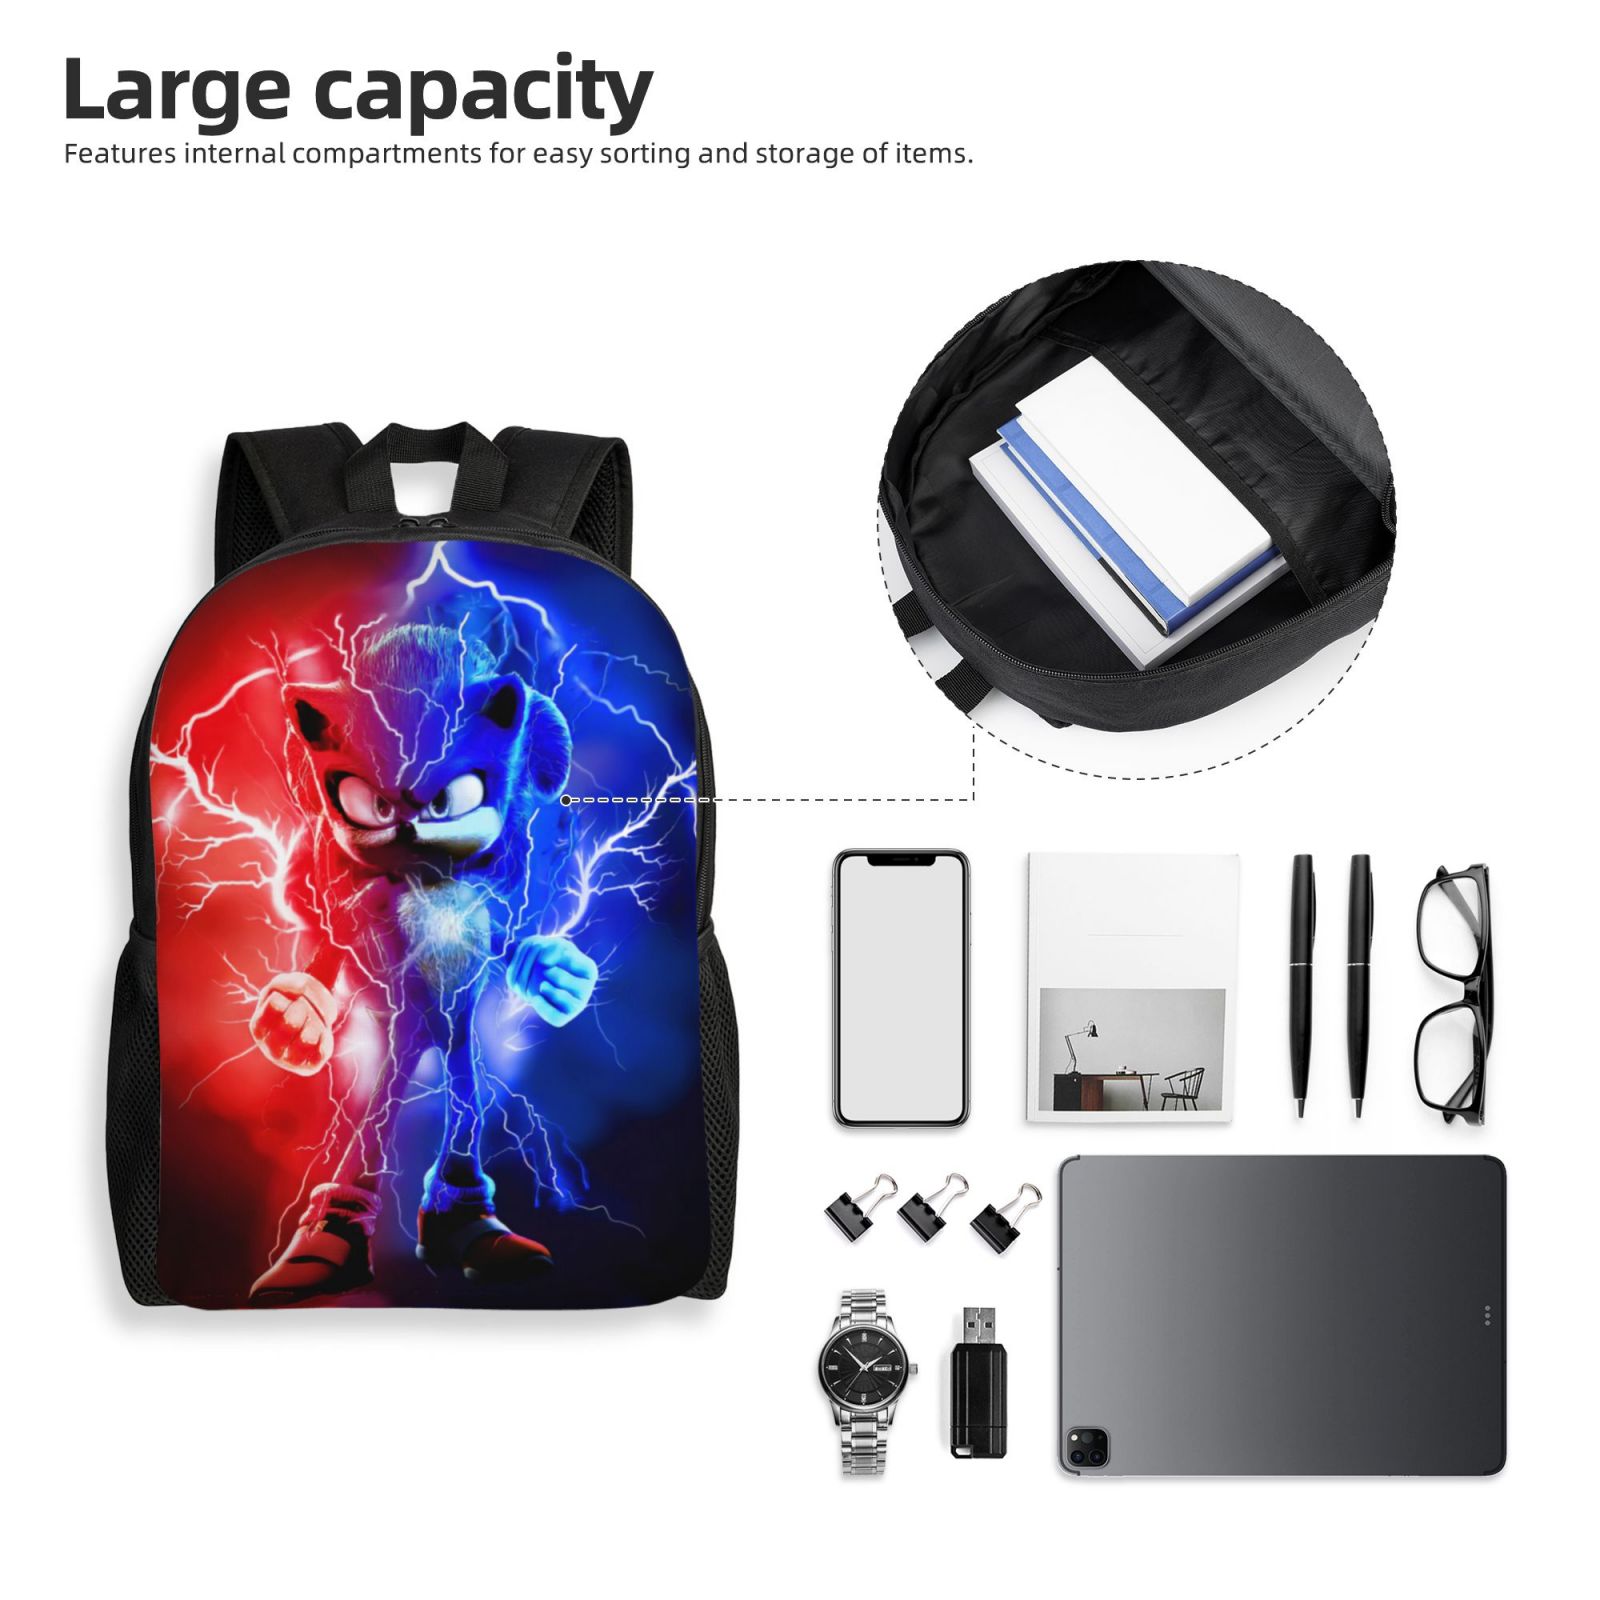 Large capacity
Features internal compartments for easy sorting and storage of items.